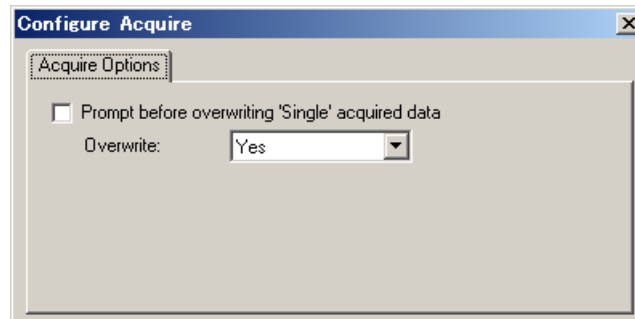 Configure Acquire
Acquire Options
Prompt before overwriting 'Single' acquired data
Overwrite: Yes